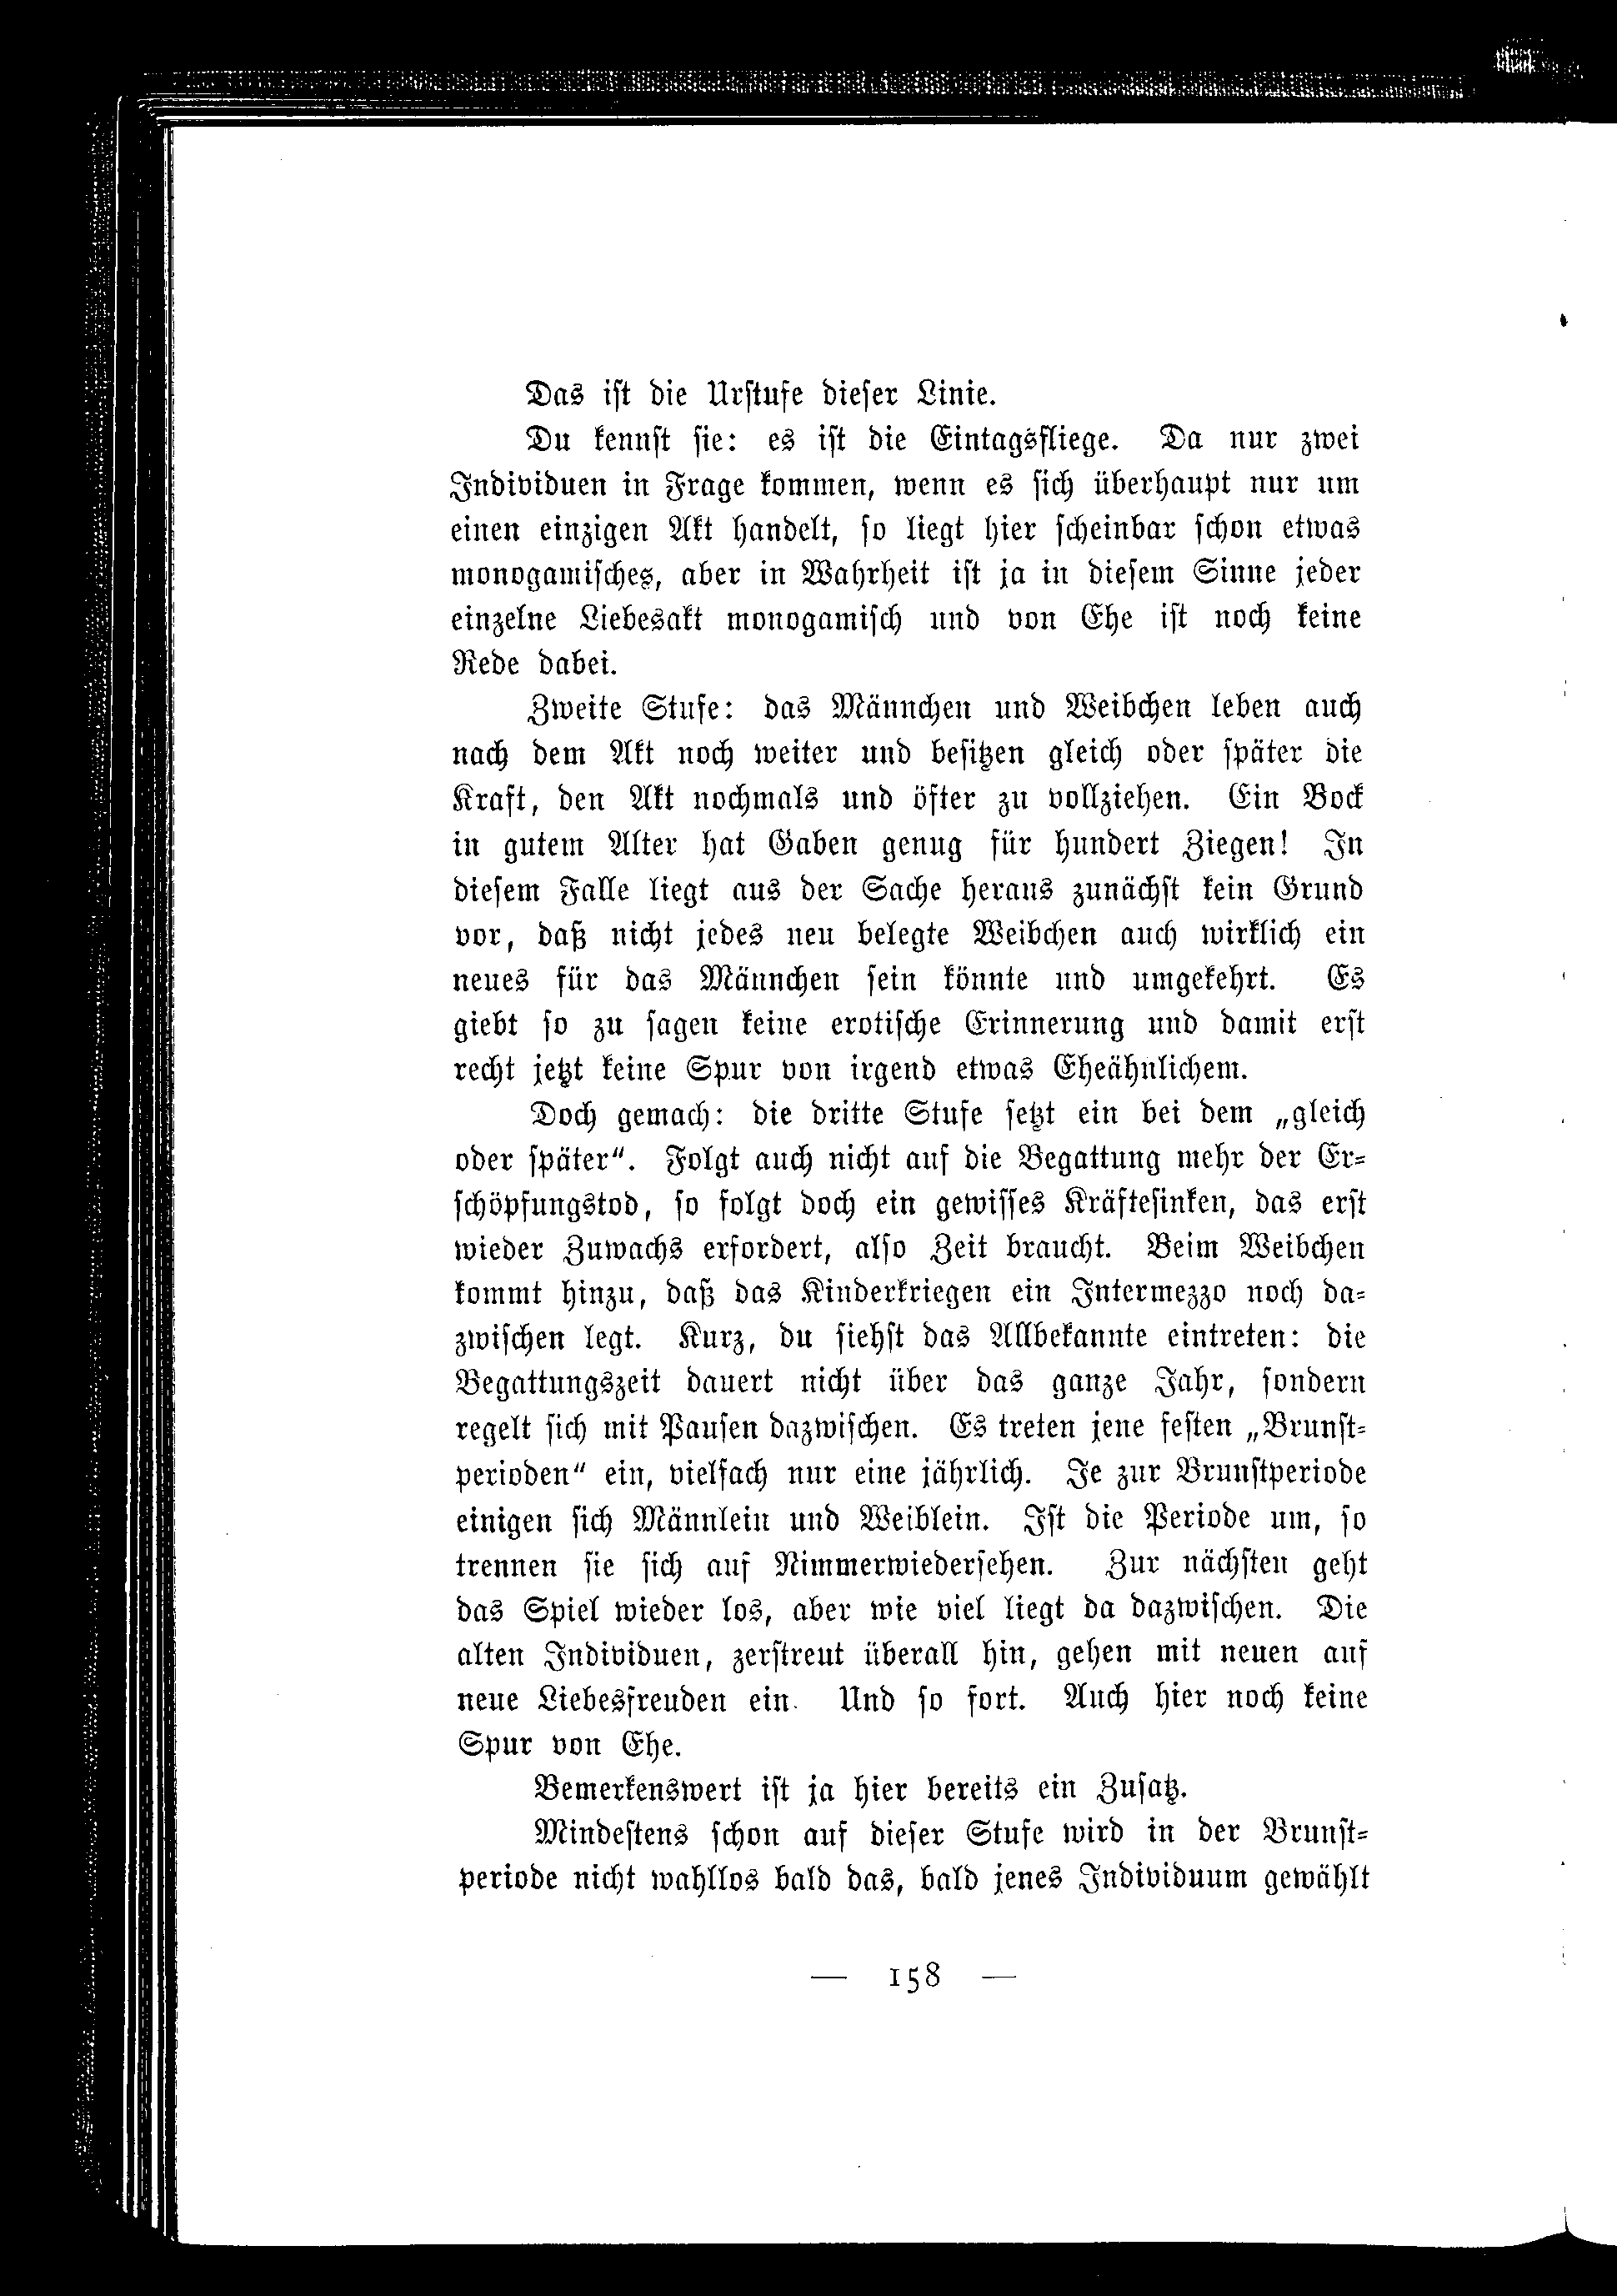 Das ist die Urstufe dieser Linie.
Du kennst sie: es ist die Eintagsfliege. Da nur zwei
Individuen in Frage kommen, wenn es sich überhaupt nur um
einen einzigen Akt handelt, so liegt hier scheinbar schon etwas
monogamisches, aber in Wahrheit ist ja in diesem Sinne jeder
einzelne Liebesakt monogamisch und von Ehe ist noch keine
Rede dabei.
Zweite Stufe: das Männchen und Weibchen leben auch
nach dem Akt noch weiter und besitzen gleich oder später die
Kraft, den Akt nochmals und öfter zu vollziehen. Ein Bock
in gutem Alter hat Gaben genug für hundert Ziegen! In
diesem Falle liegt aus der Sache heraus zunächst kein Grund
vor, daß nicht jedes neu belegte Weibchen auch wirklich ein
neues für das Männchen sein könnte und umgekehrt. Es
giebt so zu sagen keine erotische Erinnerung und damit erst
recht jetzt keine Spur von irgend etwas Eheähnlichem.
Doch gemach: die dritte Stufe setzt ein bei dem „gleich
oder später“. Folgt auch nicht auf die Begattung mehr der Er-
schöpfungstod, so folgt doch ein gewisses Kräftesinken, das erst
wieder Zuwachs erfordert, also Zeit braucht. Beim Weibchen
kommt hinzu, daß das Kinderkriegen ein Intermezzo noch da-
zwischen legt. Kurz, du siehst das Allbekannte eintreten: die
Begattungszeit dauert nicht über das ganze Jahr, sondern
regelt sich mit Pausen dazwischen. Es treten jene festen „Brunst-
perioden“ ein, vielfach nur eine jährlich. Je zur Brunstperiode
einigen sich Männlein und Weiblein. Ist die Periode um, so
trennen sie sich auf Nimmerwiedersehen. Zur nächsten geht
das Spiel wieder los, aber wie viel liegt da dazwischen. Die
alten Individuen, zerstreut überall hin, gehen mit neuen auf
neue Liebesfreuden ein. Und so fort. Auch hier noch keine
Spur von Ehe.
Bemerkenswert ist ja hier bereits ein Zusatz.
Mindestens schon auf dieser Stufe wird in der Brunst-
periode nicht wahllos bald das, bald jenes Individuum gewählt
— 158 —